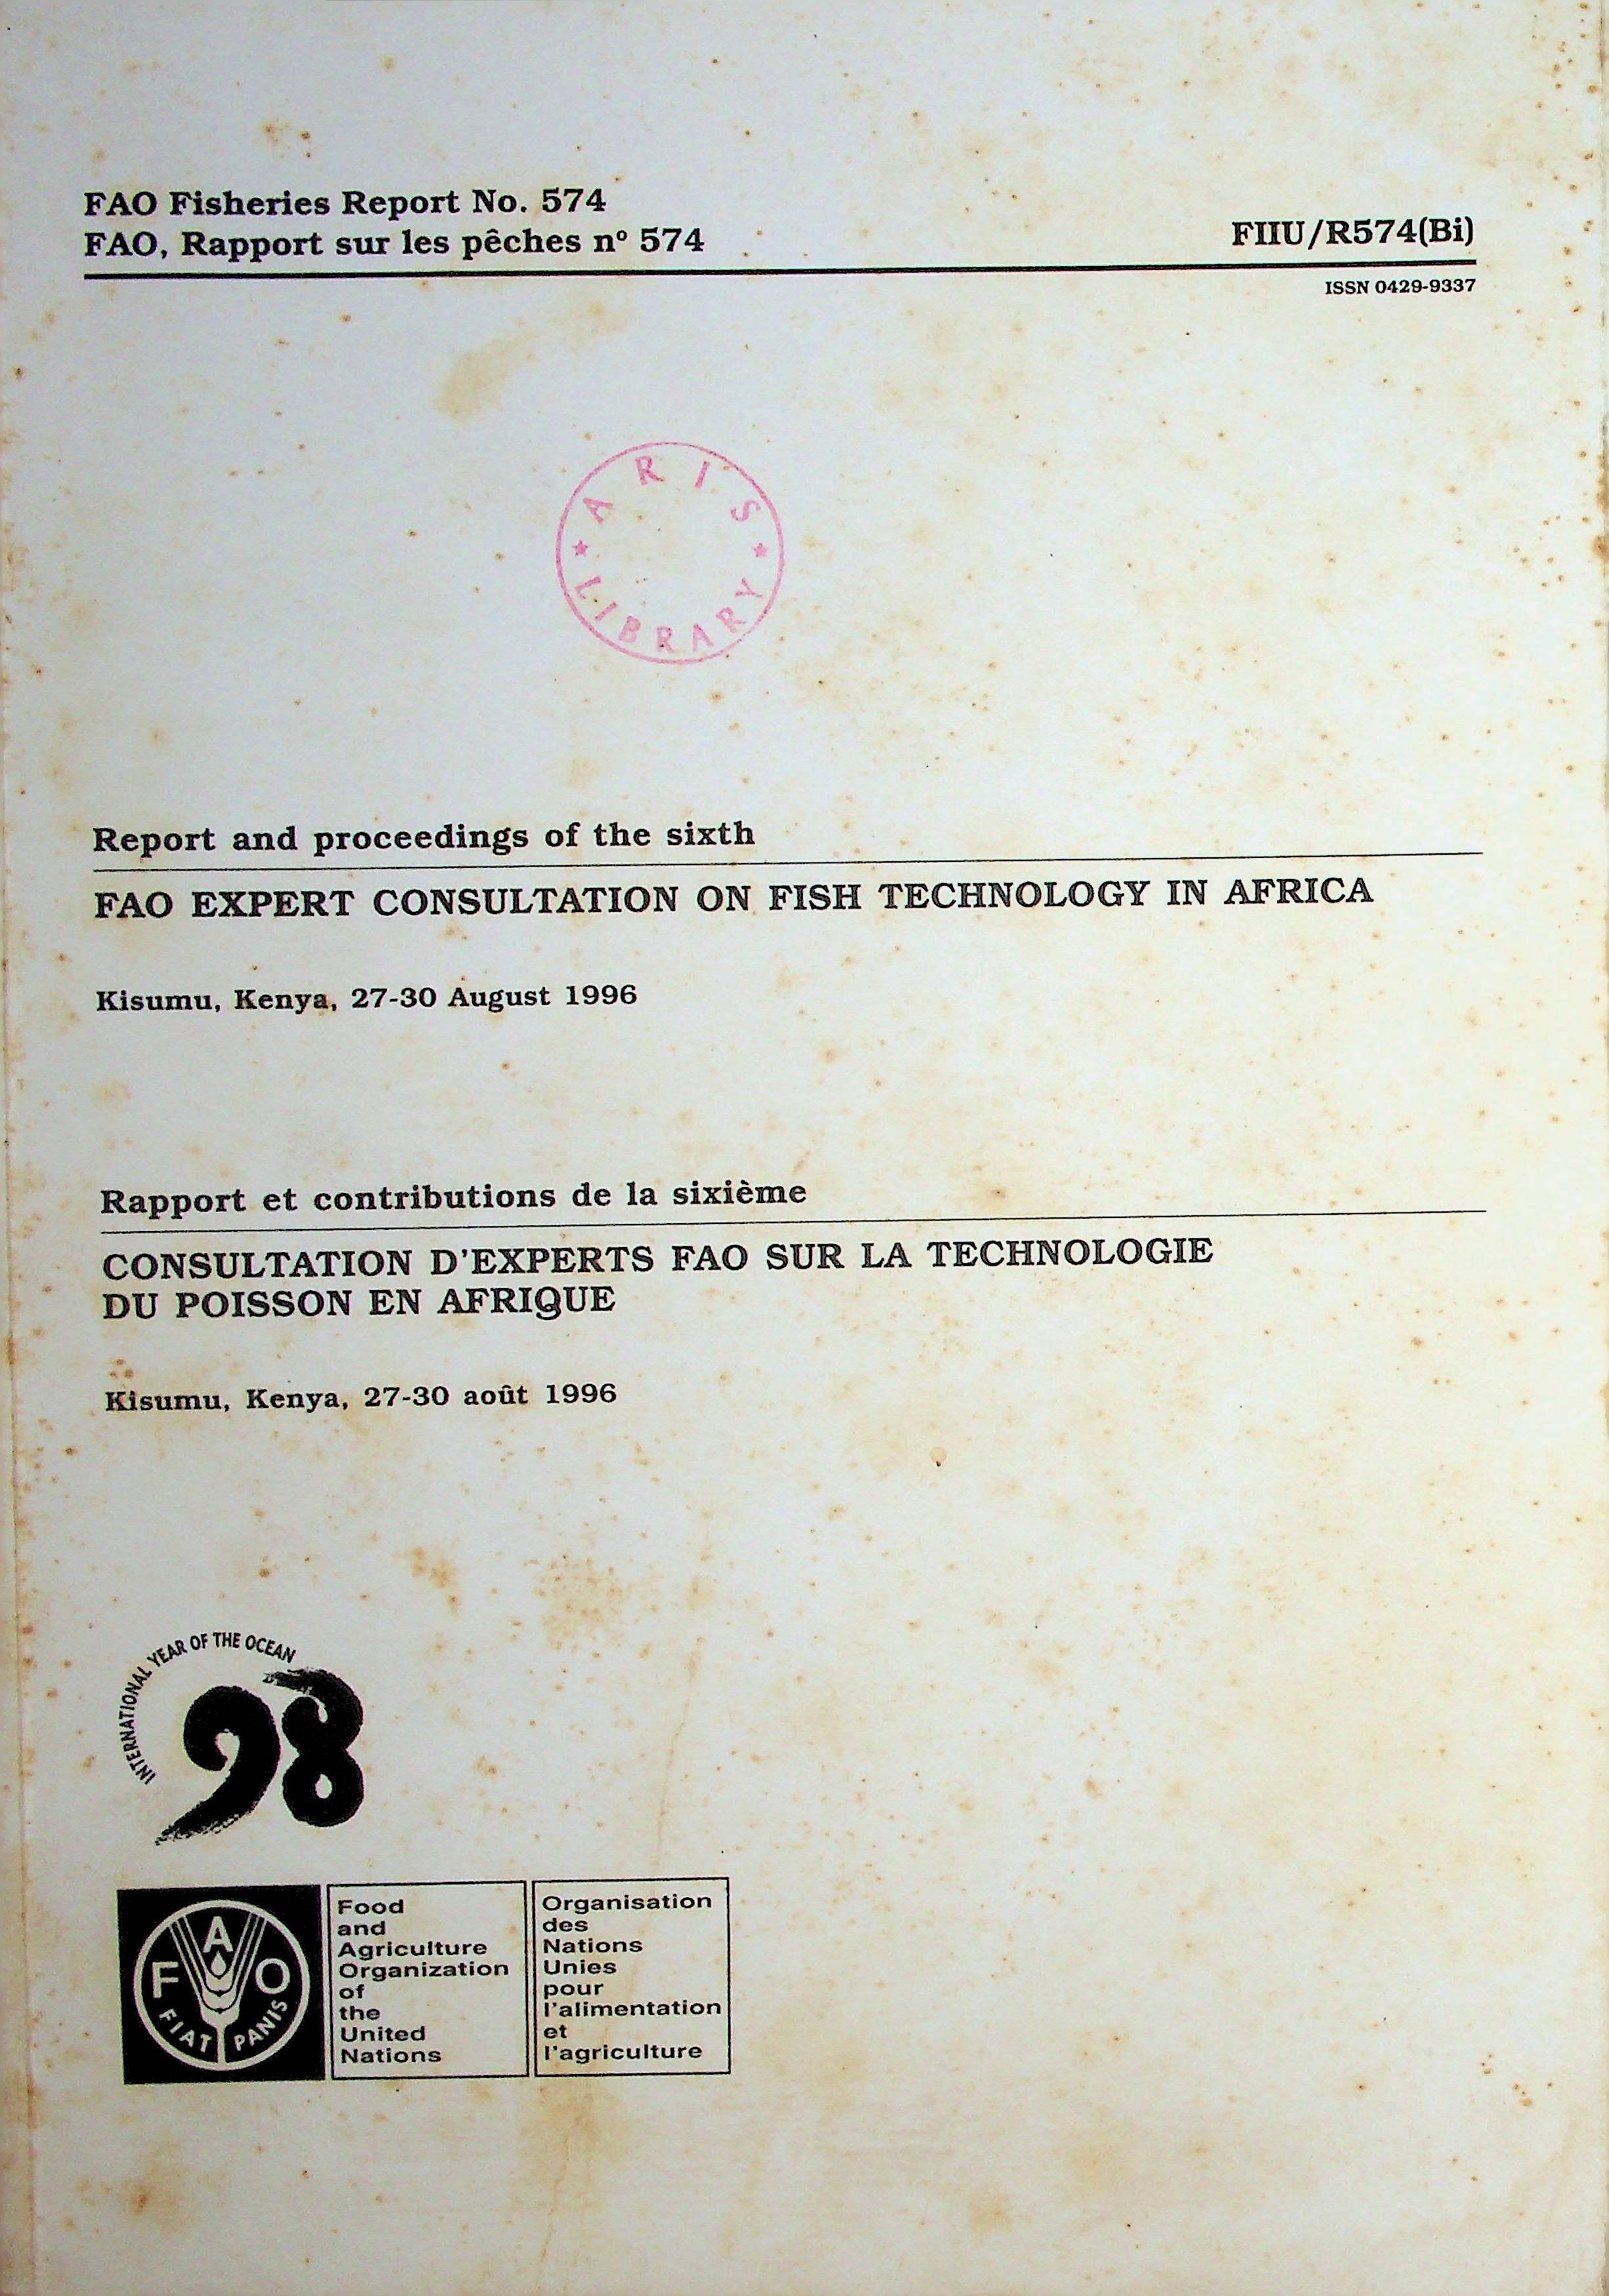 FAO Fisheries Report No. 574
FAO, Rapport sur les pêches nº 574
FIIU/R574(Bi)
ISSN 0429-9337
ARIS
LIBRARY
Report and proceedings of the sixth
FAO EXPERT CONSULTATION ON FISH TECHNOLOGY IN AFRICA
Kisumu, Kenya, 27-30 August 1996
Rapport et contributions de la sixième
CONSULTATION D'EXPERTS FAO SUR LA TECHNOLOGIE
DU POISSON EN AFRIQUE
Kisumu, Kenya, 27-30 août 1996
INTERNATIONAL YEAR OF THE OCEAN
98
F A O
FIAT PANIS
Food
and
Agriculture
Organization
of
the
United
Nations
Organisation
des
Nations
Unies
pour
l'alimentation
et
l'agriculture